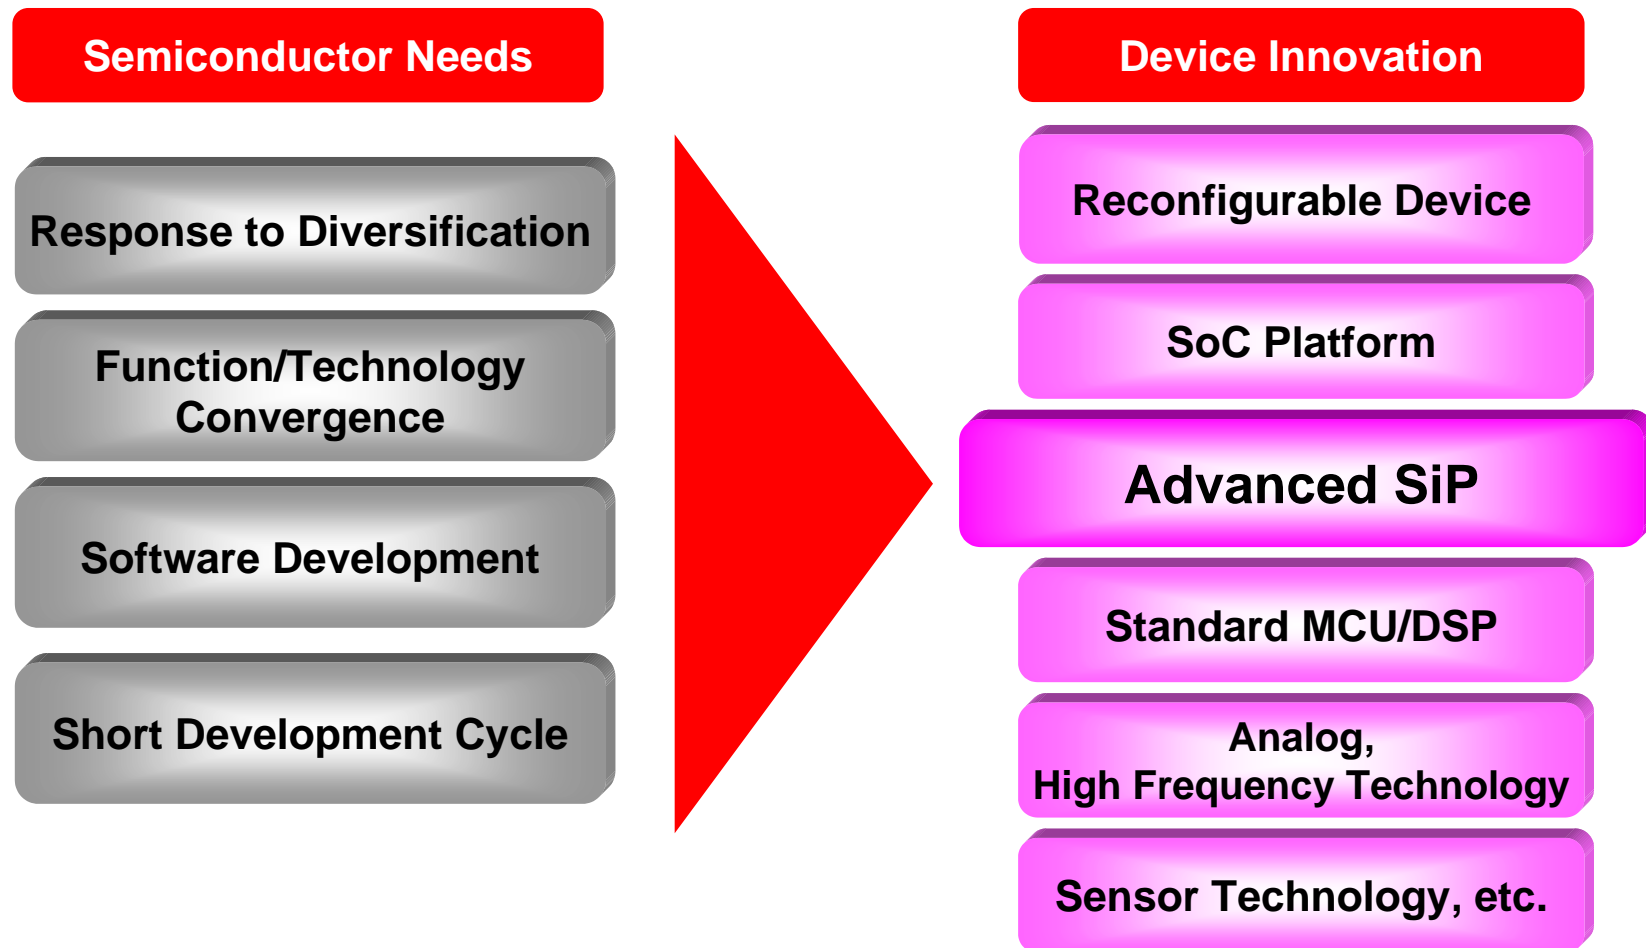 Semiconductor Needs
Response to Diversification
Function/Technology
Convergence
Software Development
Short Development Cycle
Device Innovation
Reconfigurable Device
SoC Platform
Advanced SiP
Standard MCU/DSP
Analog,
High Frequency Technology
Sensor Technology, etc.